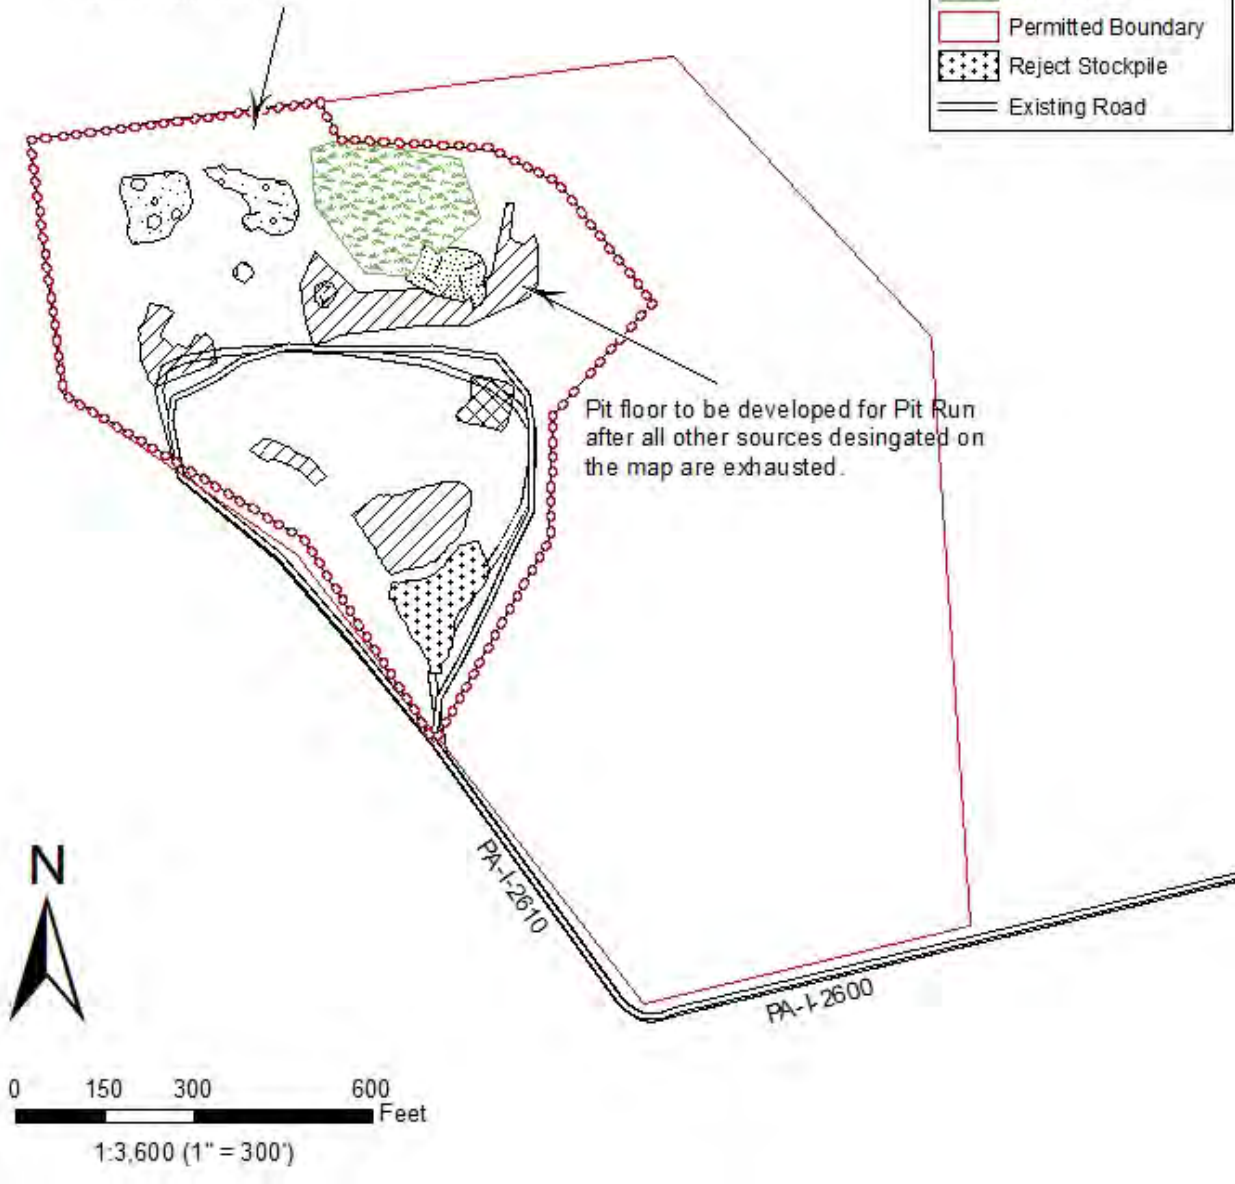 Permitted Boundary
Reject Stockpile
Existing Road
Pit floor to be developed for Pit Run
after all other sources desingated on
the map are exhausted.
PA-I-2610
PA-I-2600
N
0 150 300 600
Feet
1:3,600 (1" = 300')